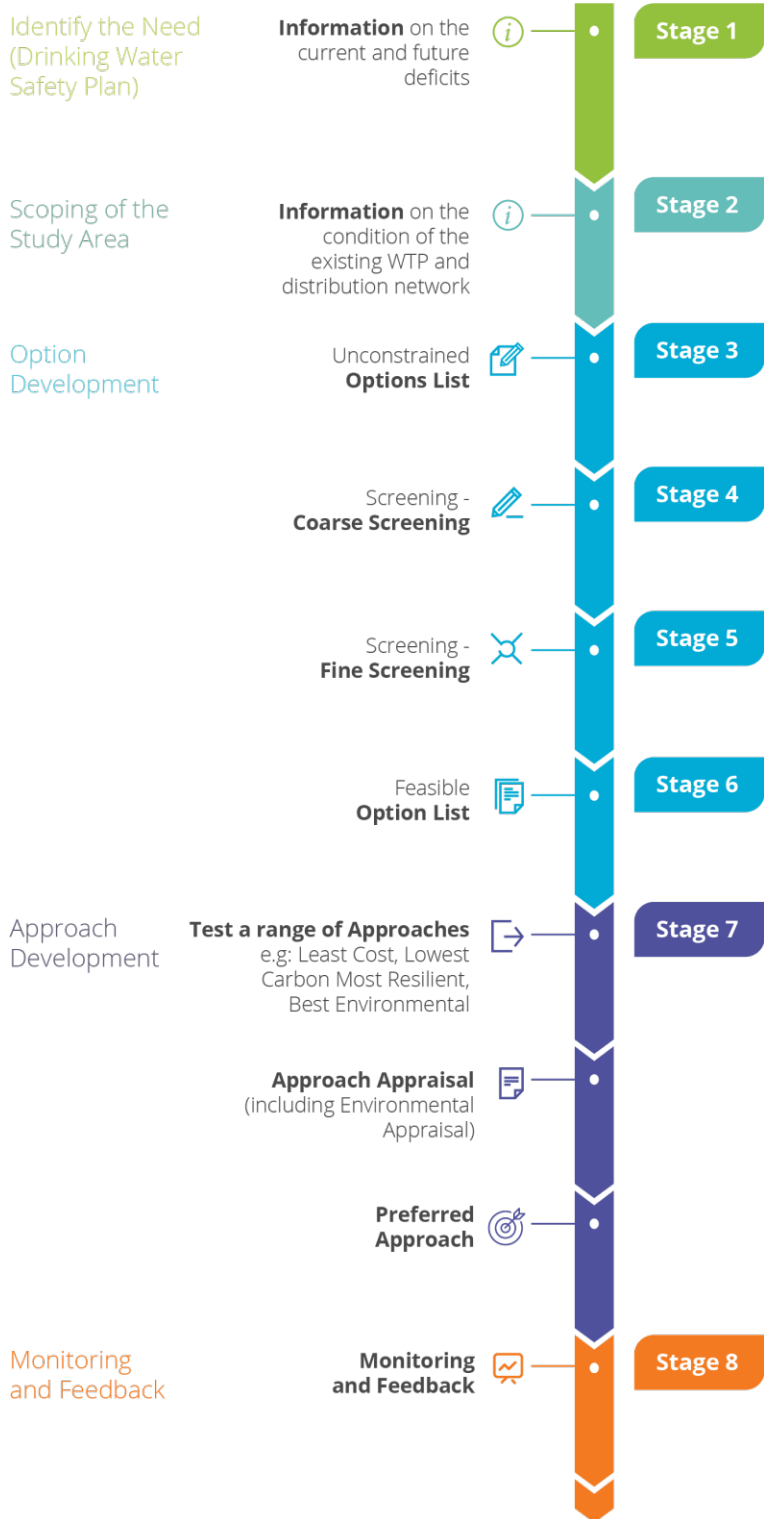 Identify the Need
(Drinking Water
Safety Plan)
Information on the
current and future
deficits
i
Stage 1
Scoping of the
Study Area
Information on the
condition of the
existing WTP and
distribution network
i
Stage 2
Option
Development
Unconstrained
Options List
Stage 3
Screening -
Coarse Screening
Stage 4
Screening -
Fine Screening
Stage 5
Feasible
Option List
Stage 6
Approach
Development
Test a range of Approaches
e.g: Least Cost, Lowest
Carbon Most Resilient,
Best Environmental
Stage 7
Approach Appraisal
(including Environmental
Appraisal)
Preferred
Approach
Monitoring
and Feedback
Monitoring
and Feedback
Stage 8